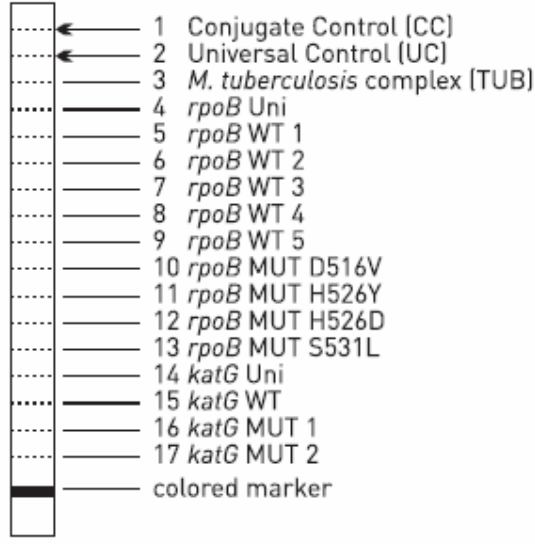 1 Conjugate Control (CC)
2 Universal Control (UC)
3 M. tuberculosis complex (TUB)
4 rpoB Uni
5 rpoB WT 1
6 rpoB WT 2
7 rpoB WT 3
8 rpoB WT 4
9 rpoB WT 5
10 rpoB MUT D516V
11 rpoB MUT H526Y
12 rpoB MUT H526D
13 rpoB MUT S531L
14 katG Uni
15 katG WT
16 katG MUT 1
17 katG MUT 2
colored marker